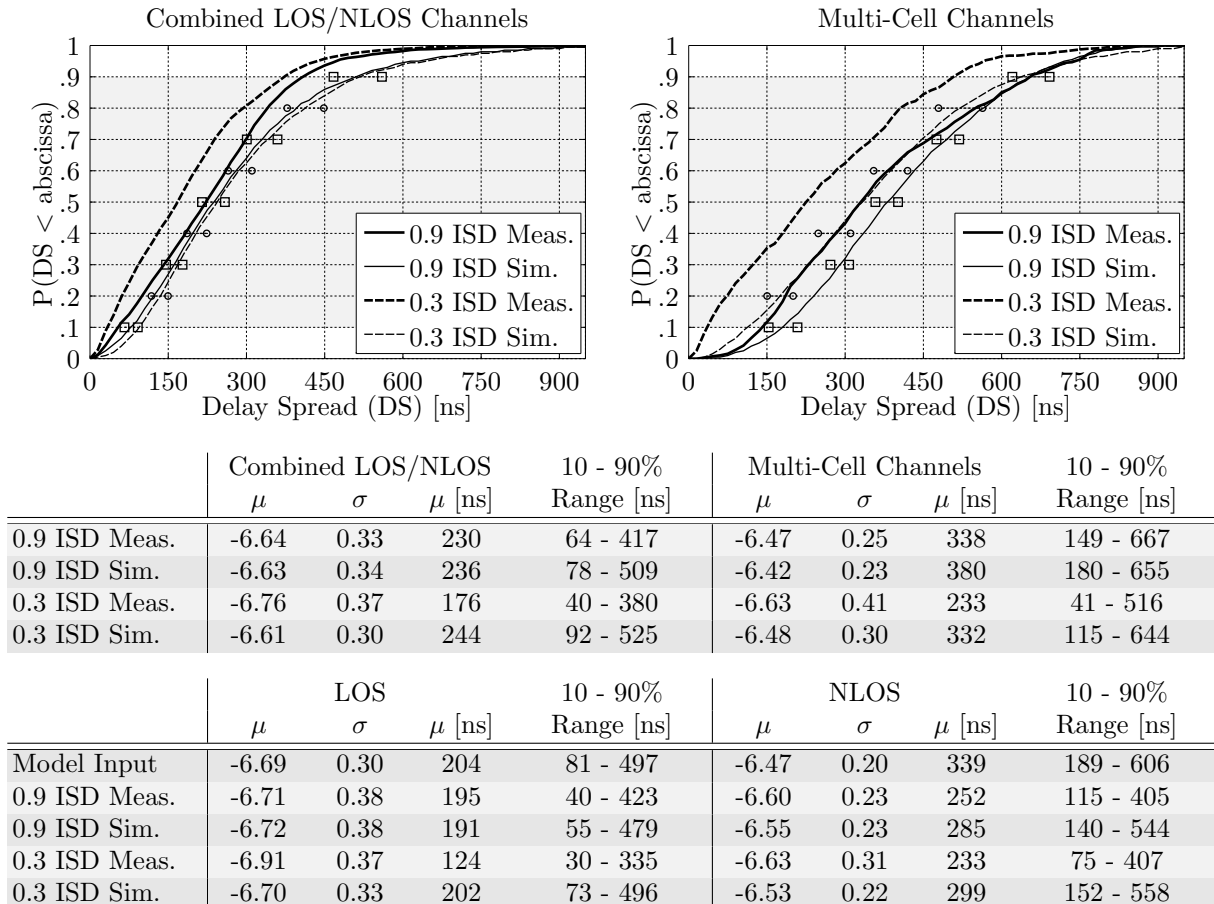 Combined LOS/NLOS Channels
Multi-Cell Channels
P(DS < abscissa)
1
.9
.8
.7
.6
.5
.4
.3
.2
.1
0
0 150 300 450 600 750 900
Delay Spread (DS) [ns]
0.9 ISD Meas.
0.9 ISD Sim.
0.3 ISD Meas.
0.3 ISD Sim.
P(DS < abscissa)
1
.9
.8
.7
.6
.5
.4
.3
.2
.1
0
0 150 300 450 600 750 900
Delay Spread (DS) [ns]
0.9 ISD Meas.
0.9 ISD Sim.
0.3 ISD Meas.
0.3 ISD Sim.
Combined LOS/NLOS 10 - 90% Multi-Cell Channels 10 - 90%
μ σ μ [ns] Range [ns] μ σ μ [ns] Range [ns]
0.9 ISD Meas. -6.64 0.33 230 64 - 417 -6.47 0.25 338 149 - 667
0.9 ISD Sim. -6.63 0.34 236 78 - 509 -6.42 0.23 380 180 - 655
0.3 ISD Meas. -6.76 0.37 176 40 - 380 -6.63 0.41 233 41 - 516
0.3 ISD Sim. -6.61 0.30 244 92 - 525 -6.48 0.30 332 115 - 644
LOS 10 - 90% NLOS 10 - 90%
μ σ μ [ns] Range [ns] μ σ μ [ns] Range [ns]
Model Input -6.69 0.30 204 81 - 497 -6.47 0.20 339 189 - 606
0.9 ISD Meas. -6.71 0.38 195 40 - 423 -6.60 0.23 252 115 - 405
0.9 ISD Sim. -6.72 0.38 191 55 - 479 -6.55 0.23 285 140 - 544
0.3 ISD Meas. -6.91 0.37 124 30 - 335 -6.63 0.31 233 75 - 407
0.3 ISD Sim. -6.70 0.33 202 73 - 496 -6.53 0.22 299 152 - 558